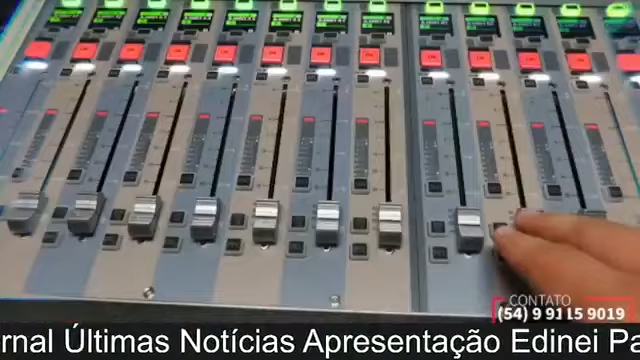 CONTATO
(54) 9 9115 9019
rnal Últimas Notícias Apresentação Edinei Pa